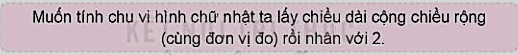 Muốn tính chu vi hình chữ nhật ta lấy chiều dài cộng chiều rộng
(cùng đơn vị đo) rồi nhân với 2.